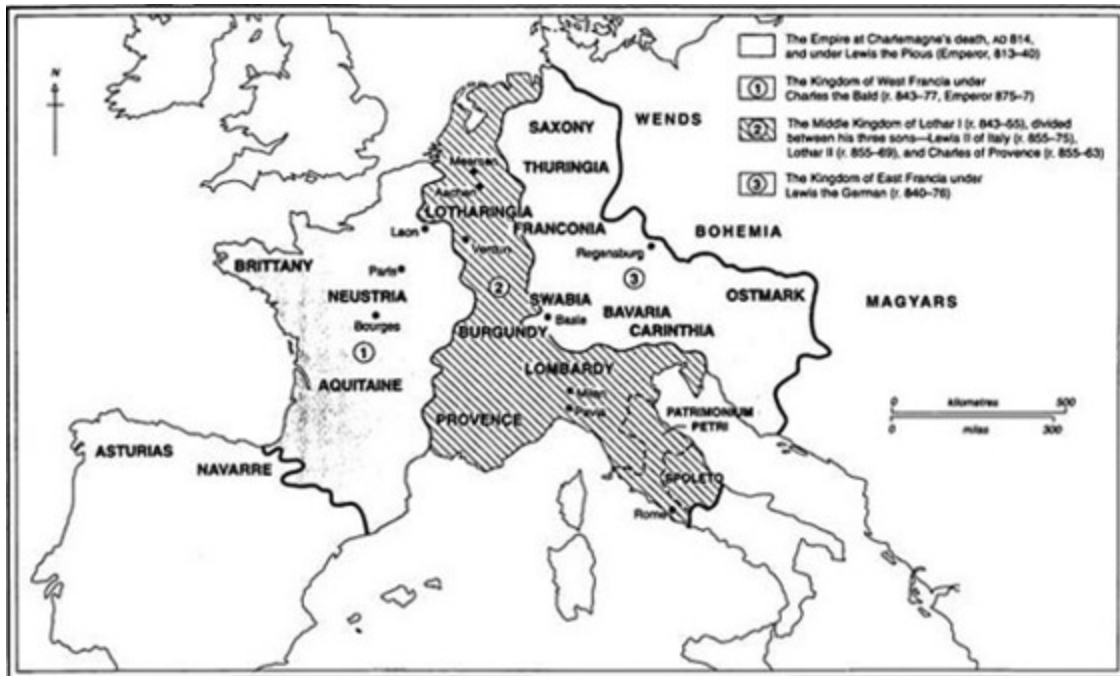 The Empire at Charlemagne's death, AD 814,
and under Lewis the Pious (Emperor, 813–40)
1
The Kingdom of West Francia under
Charles the Bald (r. 843–77, Emperor 875–7)
2
The Middle Kingdom of Lothar I (r. 843–55), divided
between his three sons—Lewis II of Italy (r. 855–75),
Lothar II (r. 855–69), and Charles of Provence (r. 855–63)
3
The Kingdom of East Francia under
Lewis the German (r. 840–76)
N
SAXONY
WENDS
THURINGIA
Meersen
Aachen
LOTHARINGIA
FRANCONIA
BOHEMIA
Laon
Verdun
Regensburg
BRITTANY
Paris
3
NEUSTRIA
2
SWABIA
OSTMARK
MAGYARS
Bourges
Basle
BAVARIA
BURGUNDY
CARINTHIA
1
LOMBARDY
AQUITAINE
Milan
kilometres
0 500
PROVENCE
Pavia
PATRIMONIUM
PETRI
0 miles 300
ASTURIAS
NAVARRE
SPOLETO
Rome